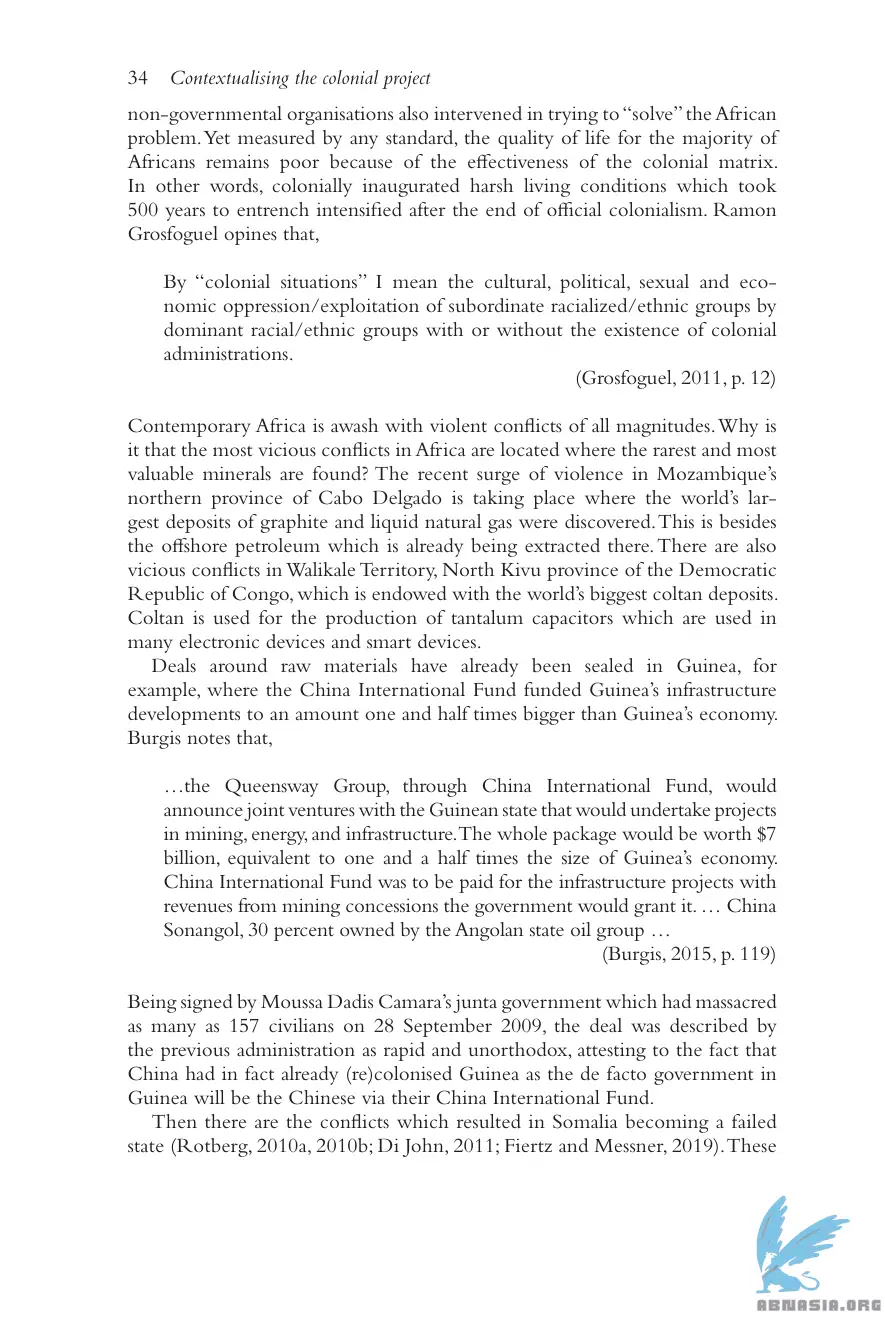 34 Contextualising the colonial project
non-governmental organisations also intervened in trying to “solve” the African
problem. Yet measured by any standard, the quality of life for the majority of
Africans remains poor because of the effectiveness of the colonial matrix.
In other words, colonially inaugurated harsh living conditions which took
500 years to entrench intensified after the end of official colonialism. Ramon
Grosfoguel opines that,
By “colonial situations” I mean the cultural, political, sexual and eco-
nomic oppression/exploitation of subordinate racialized/ethnic groups by
dominant racial/ethnic groups with or without the existence of colonial
administrations.
(Grosfoguel, 2011, p. 12)
Contemporary Africa is awash with violent conflicts of all magnitudes. Why is
it that the most vicious conflicts in Africa are located where the rarest and most
valuable minerals are found? The recent surge of violence in Mozambique’s
northern province of Cabo Delgado is taking place where the world’s lar-
gest deposits of graphite and liquid natural gas were discovered. This is besides
the offshore petroleum which is already being extracted there. There are also
vicious conflicts in Walikale Territory, North Kivu province of the Democratic
Republic of Congo, which is endowed with the world’s biggest coltan deposits.
Coltan is used for the production of tantalum capacitors which are used in
many electronic devices and smart devices.
Deals around raw materials have already been sealed in Guinea, for
example, where the China International Fund funded Guinea’s infrastructure
developments to an amount one and half times bigger than Guinea’s economy.
Burgis notes that,
…the Queensway Group, through China International Fund, would
announce joint ventures with the Guinean state that would undertake projects
in mining, energy, and infrastructure. The whole package would be worth $7
billion, equivalent to one and a half times the size of Guinea’s economy.
China International Fund was to be paid for the infrastructure projects with
revenues from mining concessions the government would grant it. … China
Sonangol, 30 percent owned by the Angolan state oil group …
(Burgis, 2015, p. 119)
Being signed by Moussa Dadis Camara’s junta government which had massacred
as many as 157 civilians on 28 September 2009, the deal was described by
the previous administration as rapid and unorthodox, attesting to the fact that
China had in fact already (re)colonised Guinea as the de facto government in
Guinea will be the Chinese via their China International Fund.
Then there are the conflicts which resulted in Somalia becoming a failed
state (Rotberg, 2010a, 2010b; Di John, 2011; Fiertz and Messner, 2019). These
ABNASIA.ORG